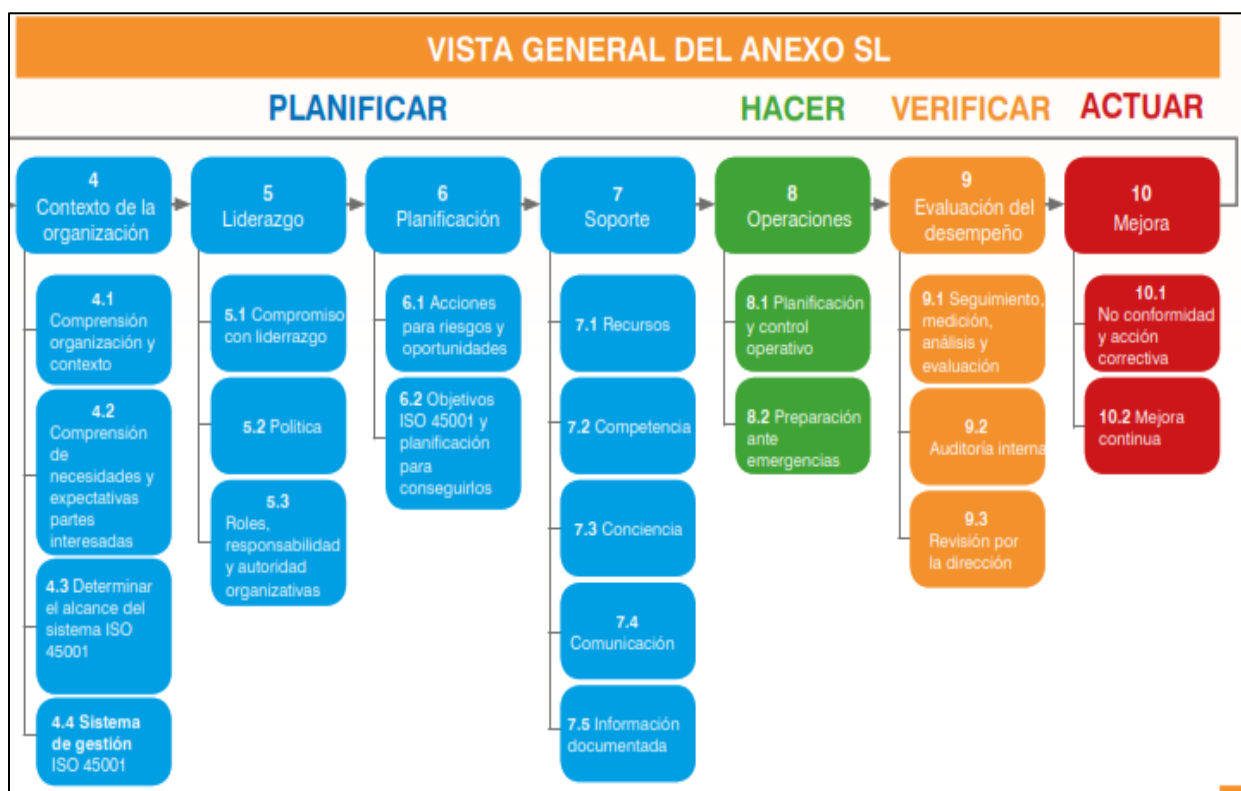 VISTA GENERAL DEL ANEXO SL
PLANIFICAR
HACER
VERIFICAR
ACTUAR
4
Contexto de la
organización
5
Liderazgo
6
Planificación
7
Soporte
8
Operaciones
9
Evaluación del
desempeño
10
Mejora
4.1
Comprensión
organización y
contexto
4.2
Comprensión
de
necesidades y
expectativas
partes
interesadas
4.3 Determinar
el alcance del
sistema ISO
45001
4.4 Sistema
de gestión
ISO 45001
5.1 Compromiso
con liderazgo
5.2 Política
5.3
Roles,
responsabilidad
y autoridad
organizativas
6.1 Acciones
para riesgos y
oportunidades
6.2 Objetivos
ISO 45001 y
planificación
para
conseguirlos
7.1 Recursos
7.2 Competencia
7.3 Conciencia
7.4
Comunicación
7.5 Información
documentada
8.1 Planificación
y control
operativo
8.2 Preparación
ante
emergencias
9.1 Seguimiento,
medición,
análisis y
evaluación
9.2
Auditoría interna
9.3
Revisión por
la dirección
10.1
No conformidad
y acción
correctiva
10.2 Mejora
continua